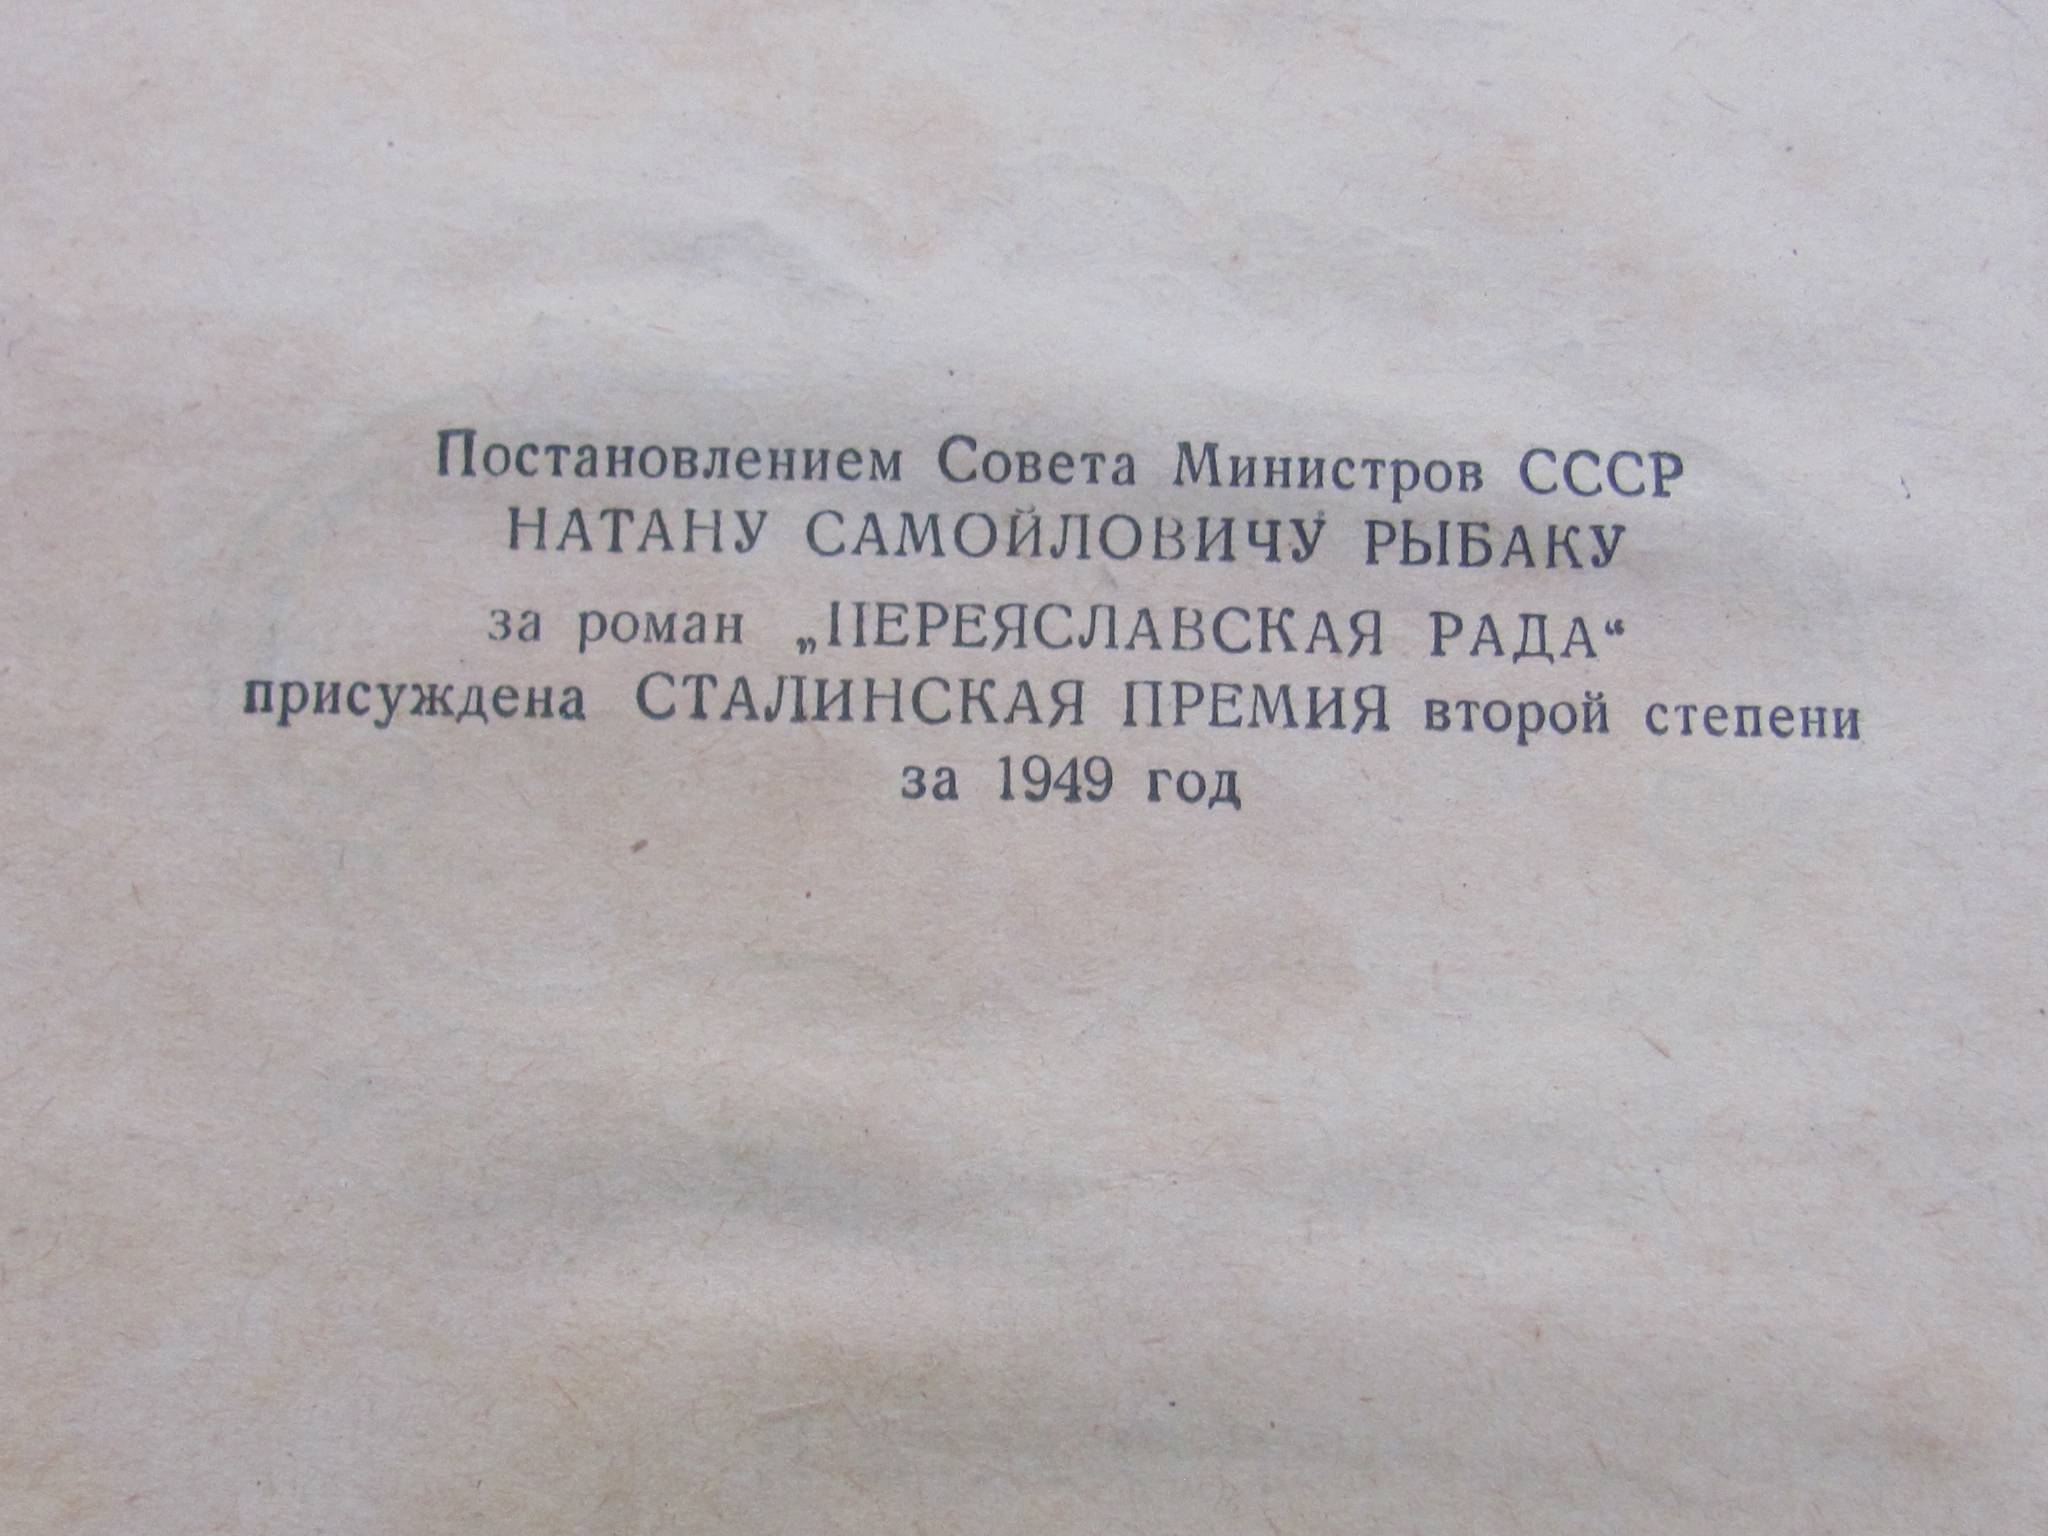 Постановлением Совета Министров СССР
НАТАНУ САМОЙЛОВИЧУ РЫБАКУ
за роман „ПЕРЕЯСЛАВСКАЯ РАДА“
присуждена СТАЛИНСКАЯ ПРЕМИЯ второй степени
за 1949 год